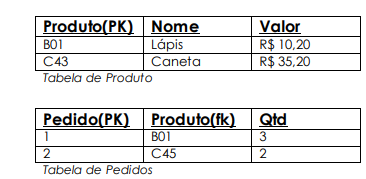 Produto(PK) Nome Valor
B01 Lápis R$ 10,20
C43 Caneta R$ 35,20
Tabela de Produto
Pedido(PK) Produto(fk) Qtd
1 B01 3
2 C45 2
Tabela de Pedidos